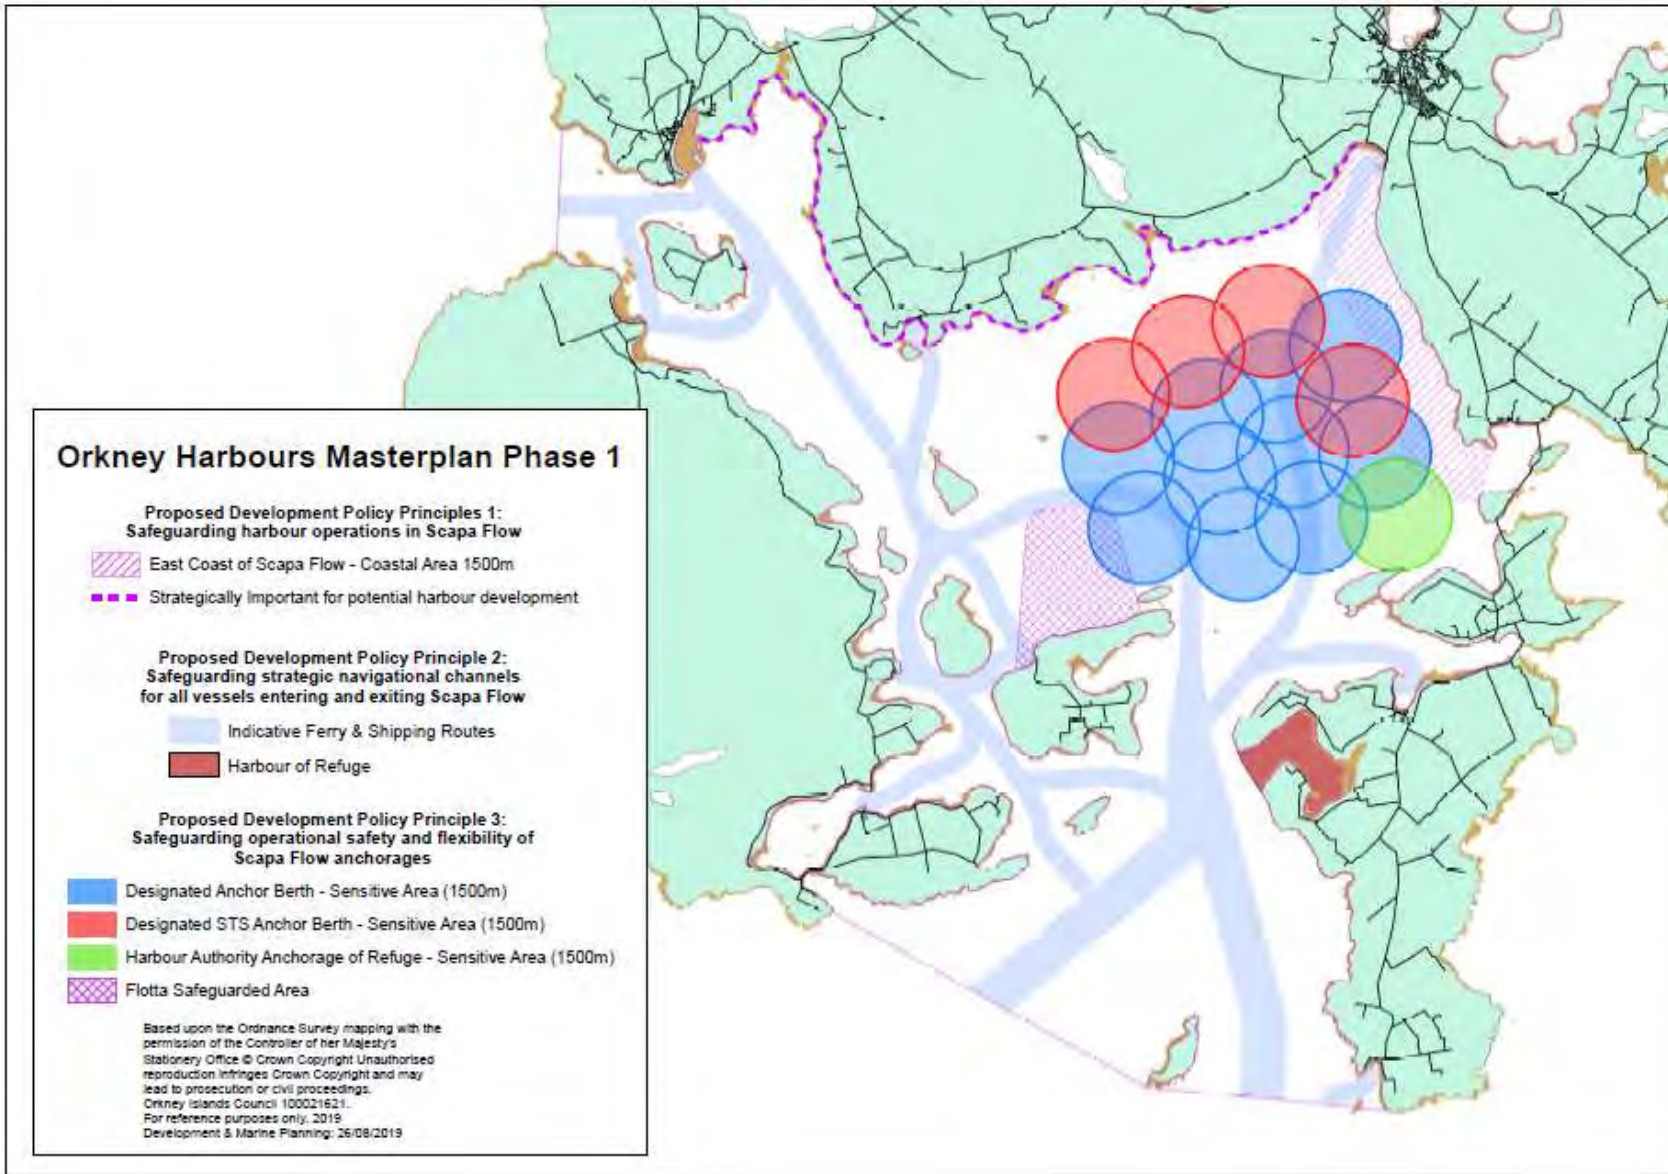 Orkney Harbours Masterplan Phase 1
Proposed Development Policy Principles 1:
Safeguarding harbour operations in Scapa Flow
East Coast of Scapa Flow - Coastal Area 1500m
Strategically Important for potential harbour development
Proposed Development Policy Principle 2:
Safeguarding strategic navigational channels
for all vessels entering and exiting Scapa Flow
Indicative Ferry & Shipping Routes
Harbour of Refuge
Proposed Development Policy Principle 3:
Safeguarding operational safety and flexibility of
Scapa Flow anchorages
Designated Anchor Berth - Sensitive Area (1500m)
Designated STS Anchor Berth - Sensitive Area (1500m)
Harbour Authority Anchorage of Refuge - Sensitive Area (1500m)
Flotta Safeguarded Area
Based upon the Ordnance Survey mapping with the
permission of the Controller of her Majesty's
Stationery Office © Crown Copyright Unauthorised
reproduction infringes Crown Copyright and may
lead to prosecution or civil proceedings.
Orkney Islands Council 100021621.
For reference purposes only. 2019
Development & Marine Planning: 26/08/2019